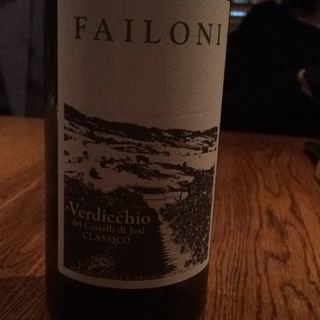 FAILONI
Verdicchio
dei Castelli di Jesi
CLASSICO